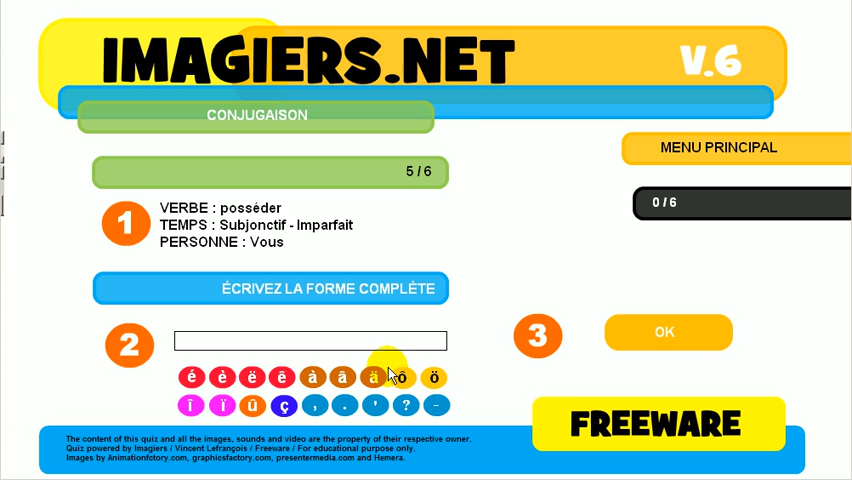 IMAGIERS.NET
V.6
CONJUGAISON
MENU PRINCIPAL
5 / 6
0 / 6
1
VERBE : posséder
TEMPS : Subjonctif - Imparfait
PERSONNE : Vous
ÉCRIVEZ LA FORME COMPLÈTE
2
3
OK
é è ë ê à â ä ô ö
î ï û ç , . ' ? -
FREEWARE
The content of this quiz and all the images, sounds and video are the property of their respective owner.
Quiz powered by Imagiers / Vincent Lefrançois / Freeware / For educational purpose only.
Images by Animationfctory.com, graphicsfactory.com, presentermedia.com and Hemera.